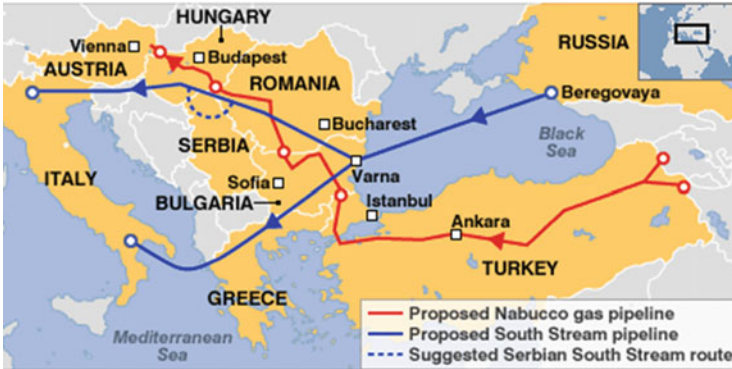 HUNGARY
RUSSIA
Vienna
Budapest
AUSTRIA
ROMANIA
Beregovaya
Bucharest
Black
Sea
SERBIA
Varna
ITALY
Sofia
Istanbul
BULGARIA
Ankara
TURKEY
GREECE
Mediterranean
Sea
Proposed Nabucco gas pipeline
Proposed South Stream pipeline
Suggested Serbian South Stream route